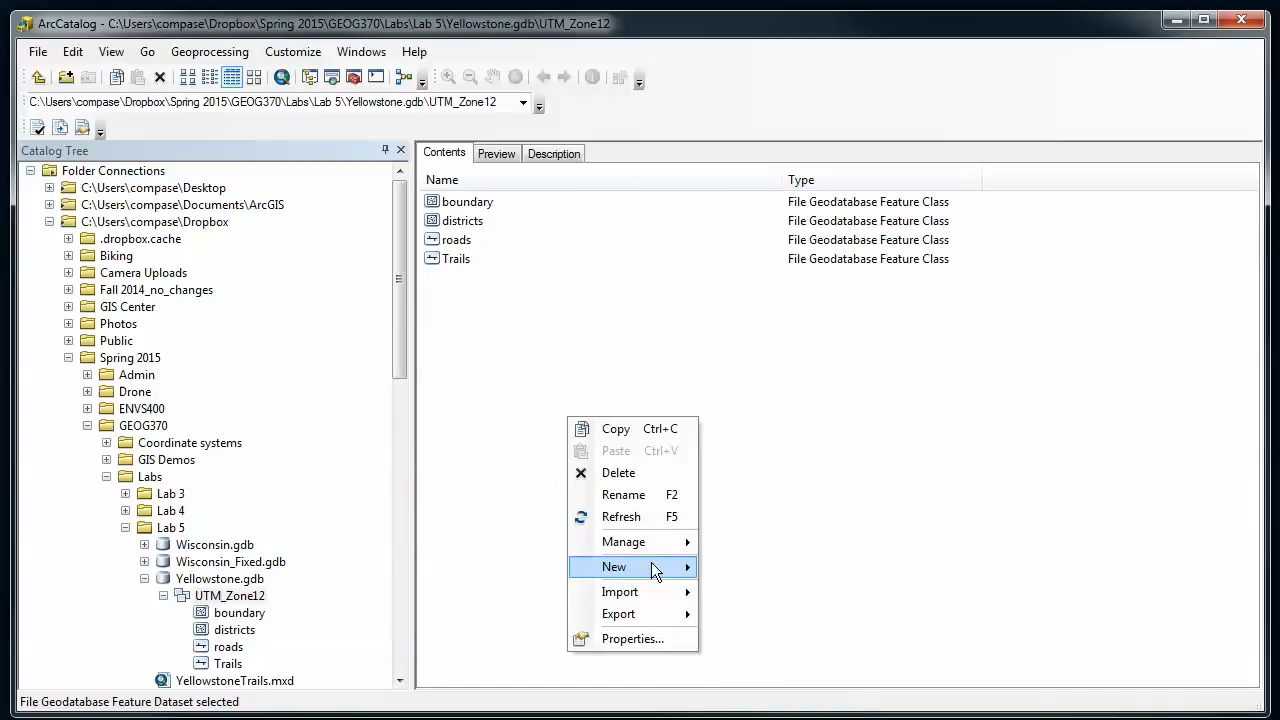 ArcCatalog - C:\Users\compase\Dropbox\Spring 2015\GEOG370\Labs\Lab 5\Yellowstone.gdb\UTM_Zone12
File Edit View Go Geoprocessing Customize Windows Help
C:\Users\compase\Dropbox\Spring 2015\GEOG370\Labs\Lab 5\Yellowstone.gdb\UTM_Zone12
Catalog Tree
Folder Connections
C:\Users\compase\Desktop
C:\Users\compase\Documents\ArcGIS
C:\Users\compase\Dropbox
.dropbox.cache
Biking
Camera Uploads
Fall 2014_no_changes
GIS Center
Photos
Public
Spring 2015
Admin
Drone
ENVS400
GEOG370
Coordinate systems
GIS Demos
Labs
Lab 3
Lab 4
Lab 5
Wisconsin.gdb
Wisconsin_Fixed.gdb
Yellowstone.gdb
UTM_Zone12
boundary
districts
roads
Trails
YellowstoneTrails.mxd
Contents Preview Description
Name Type
boundary File Geodatabase Feature Class
districts File Geodatabase Feature Class
roads File Geodatabase Feature Class
Trails File Geodatabase Feature Class
Copy Ctrl+C
Paste Ctrl+V
Delete
Rename F2
Refresh F5
Manage
New
Import
Export
Properties...
File Geodatabase Feature Dataset selected